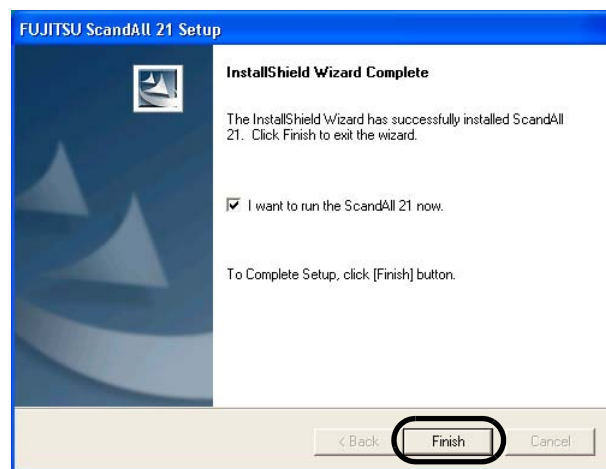 FUJITSU ScandAll 21 Setup
InstallShield Wizard Complete
The InstallShield Wizard has successfully installed ScandAll
21. Click Finish to exit the wizard.
I want to run the ScandAll 21 now.
To Complete Setup, click [Finish] button.
< Back Finish Cancel